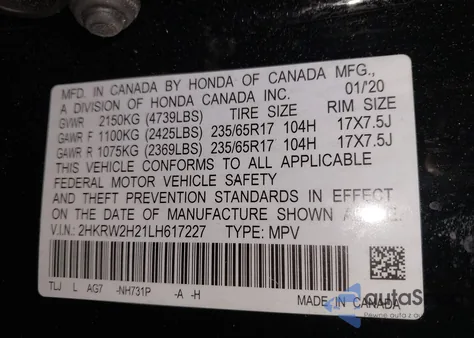 MFD. IN CANADA BY HONDA OF CANADA MFG.,
A DIVISION OF HONDA CANADA INC. 01/'20
GVWR 2150KG (4739LBS) TIRE SIZE RIM SIZE
GAWR F 1100KG (2425LBS) 235/65R17 104H 17X7.5J
GAWR R 1075KG (2369LBS) 235/65R17 104H 17X7.5J
THIS VEHICLE CONFORMS TO ALL APPLICABLE
FEDERAL MOTOR VEHICLE SAFETY
AND THEFT PREVENTION STANDARDS IN EFFECT
ON THE DATE OF MANUFACTURE SHOWN ABOVE.
V.I.N.: 2HKRW2H21LH617227 TYPE: MPV
TLJ L AG7 -NH731P -A -H
MADE IN CANADA